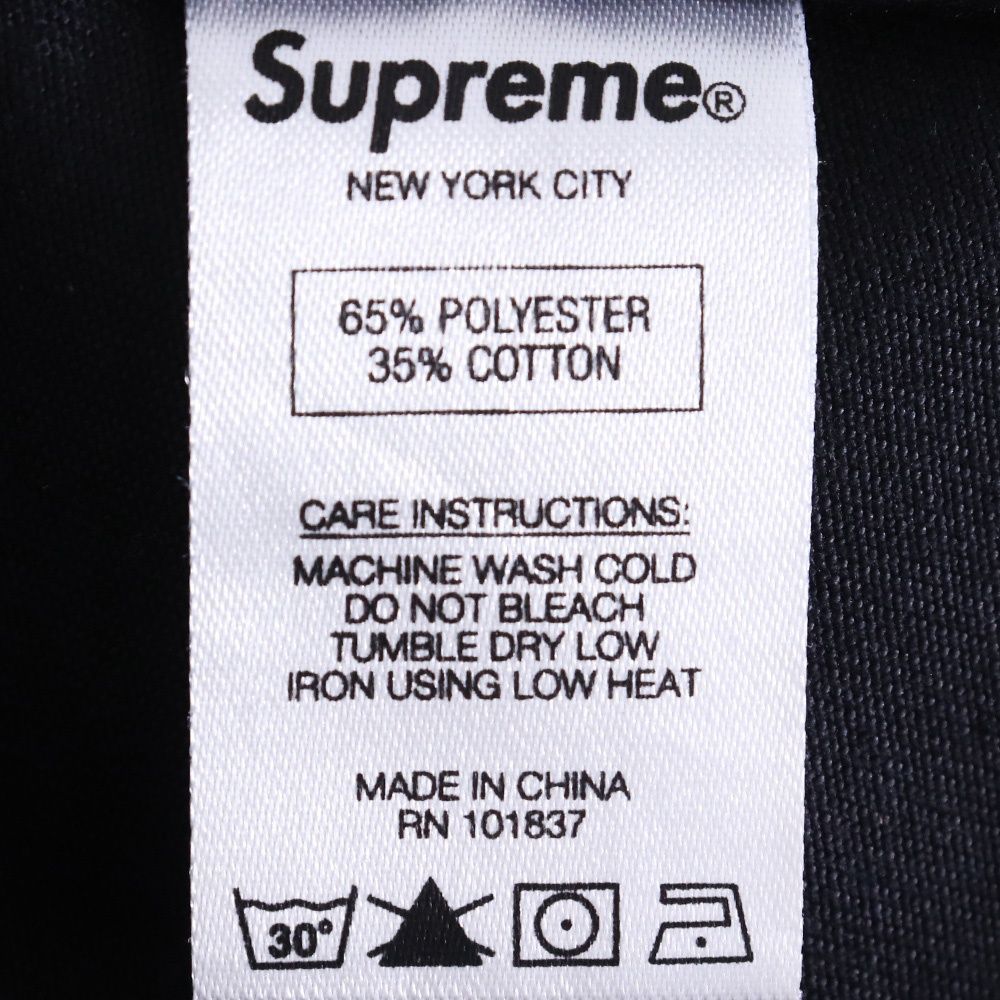 Supreme®
NEW YORK CITY
65% POLYESTER
35% COTTON
CARE INSTRUCTIONS:
MACHINE WASH COLD
DO NOT BLEACH
TUMBLE DRY LOW
IRON USING LOW HEAT
MADE IN CHINA
RN 101837
30°